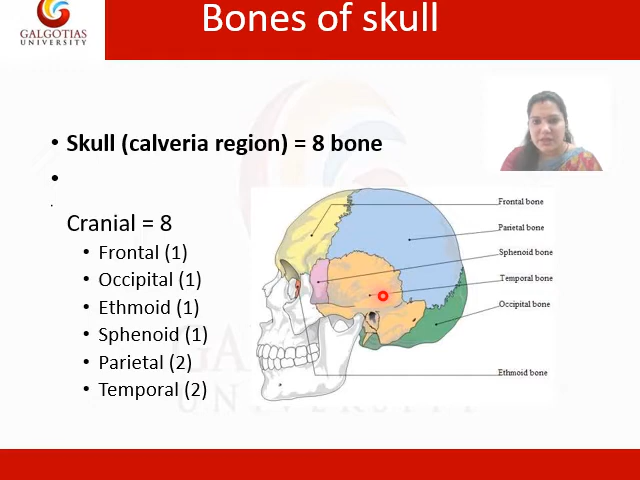 GALGOTIAS
UNIVERSITY
Bones of skull
• Skull (calveria region) = 8 bone
•
Cranial = 8
• Frontal (1)
• Occipital (1)
• Ethmoid (1)
• Sphenoid (1)
• Parietal (2)
• Temporal (2)
Frontal bone
Parietal bone
Sphenoid bone
Temporal bone
Occipital bone
Ethmoid bone